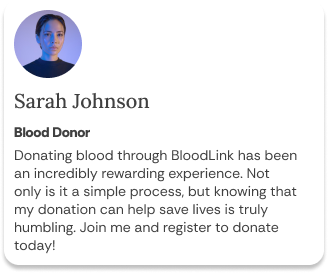 Sarah Johnson
Blood Donor
Donating blood through BloodLink has been
an incredibly rewarding experience. Not
only is it a simple process, but knowing that
my donation can help save lives is truly
humbling. Join me and register to donate
today!